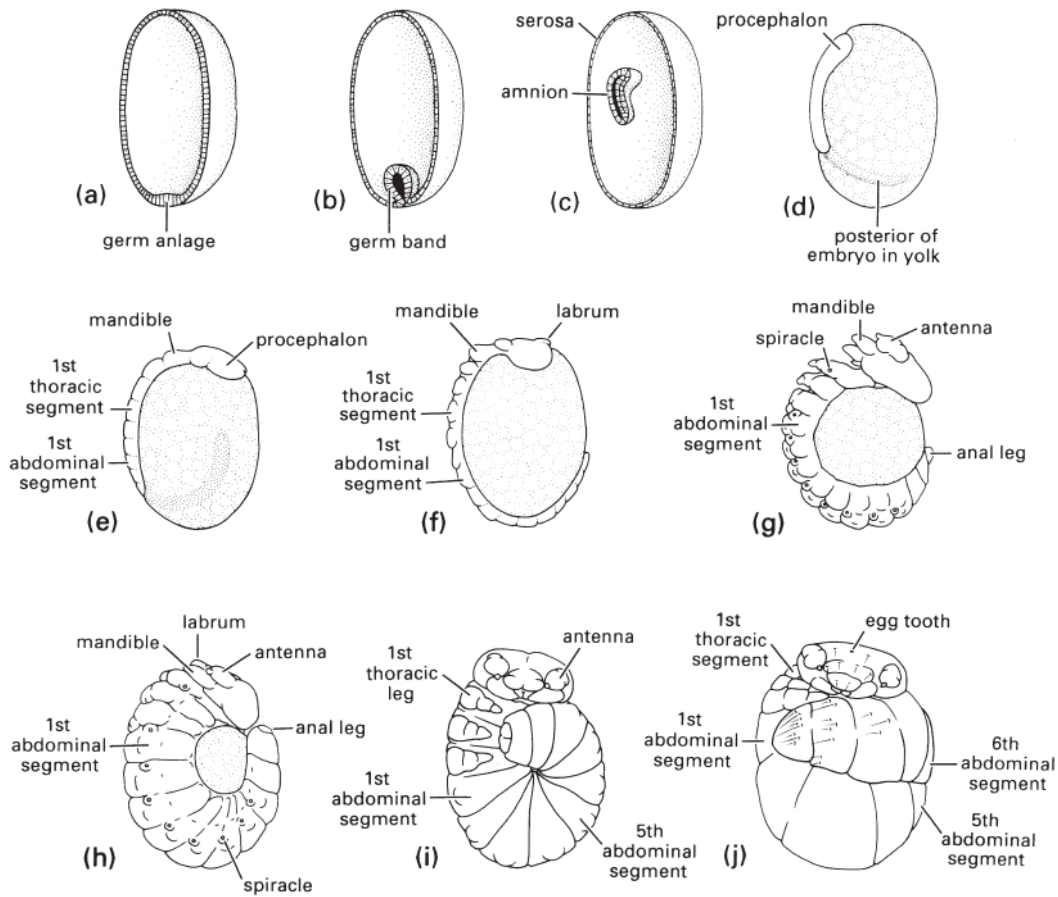 serosa
procephalon
amnion
(a)
(b)
(c)
(d)
germ anlage
germ band
posterior of
embryo in yolk
mandible
procephalon
1st
thoracic
segment
1st
abdominal
segment
(e)
mandible
labrum
1st
thoracic
segment
1st
abdominal
segment
(f)
mandible
antenna
spiracle
1st
abdominal
segment
anal leg
(g)
labrum
mandible
antenna
1st
abdominal
segment
anal leg
(h)
spiracle
1st
thoracic
leg
antenna
1st
abdominal
segment
5th
abdominal
segment
(i)
1st
thoracic
segment
egg tooth
1st
abdominal
segment
6th
abdominal
segment
5th
abdominal
segment
(j)